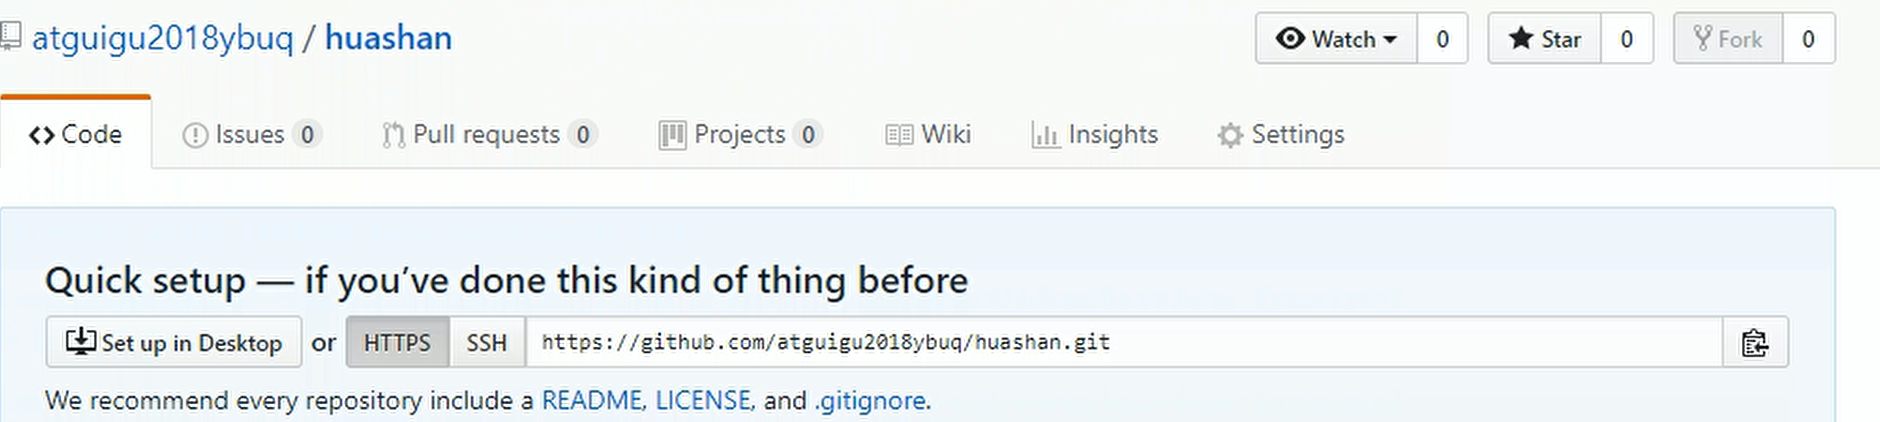 atguigu2018ybuq / huashan
Watch 0 Star 0 Fork 0
Code Issues 0 Pull requests 0 Projects 0 Wiki Insights Settings
Quick setup — if you’ve done this kind of thing before
Set up in Desktop or HTTPS SSH https://github.com/atguigu2018ybuq/huashan.git
We recommend every repository include a README, LICENSE, and .gitignore.